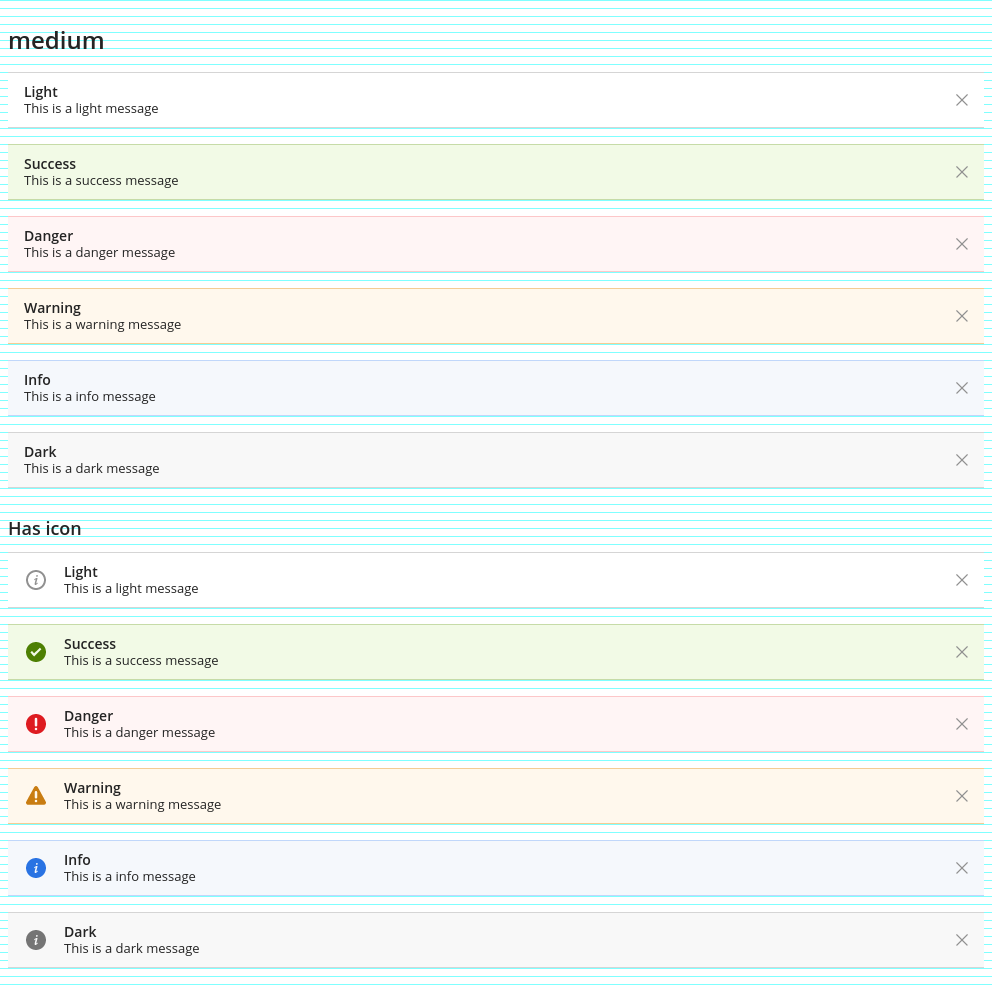 medium
Light
This is a light message
Success
This is a success message
Danger
This is a danger message
Warning
This is a warning message
Info
This is a info message
Dark
This is a dark message
Has icon
Light
This is a light message
Success
This is a success message
Danger
This is a danger message
Warning
This is a warning message
Info
This is a info message
Dark
This is a dark message